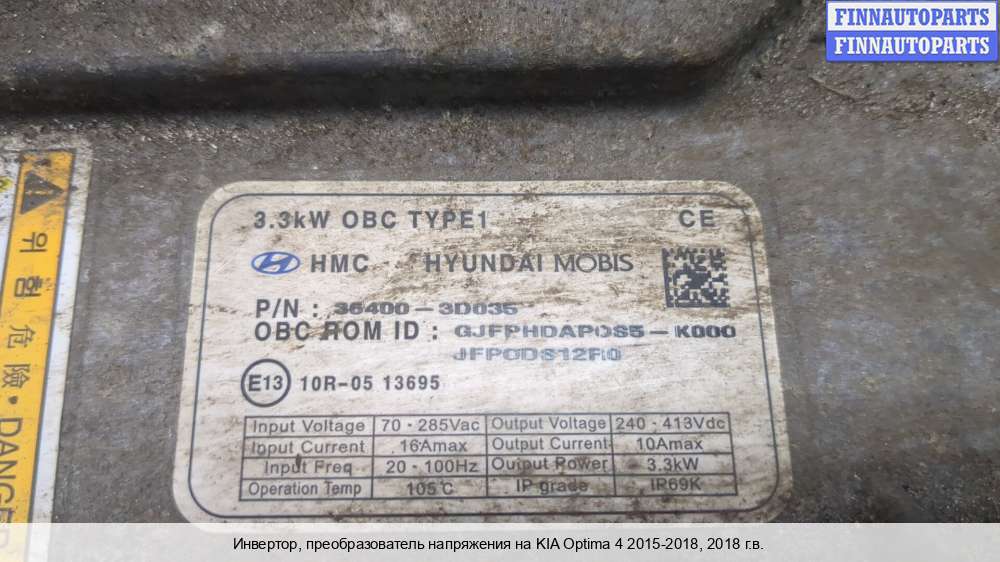 FINNAUTOPARTS
FINNAUTOPARTS
위험 危險·DANGER
3.3kW OBC TYPE1 CE
HMC HYUNDAI MOBIS
P/N : 36400-3D035
OBC ROM ID : GJFPHDAP0S5-K000
E13 10R-05 13695
Input Voltage 70-285Vac Output Voltage 240-413Vdc
Input Current 16Amax Output Current 10Amax
Input Freq 20-100Hz Output Power 3.3kW
Operation Temp 105℃ IP grade IP69K
Инвертор, преобразователь напряжения на KIA Optima 4 2015-2018, 2018 г.в.